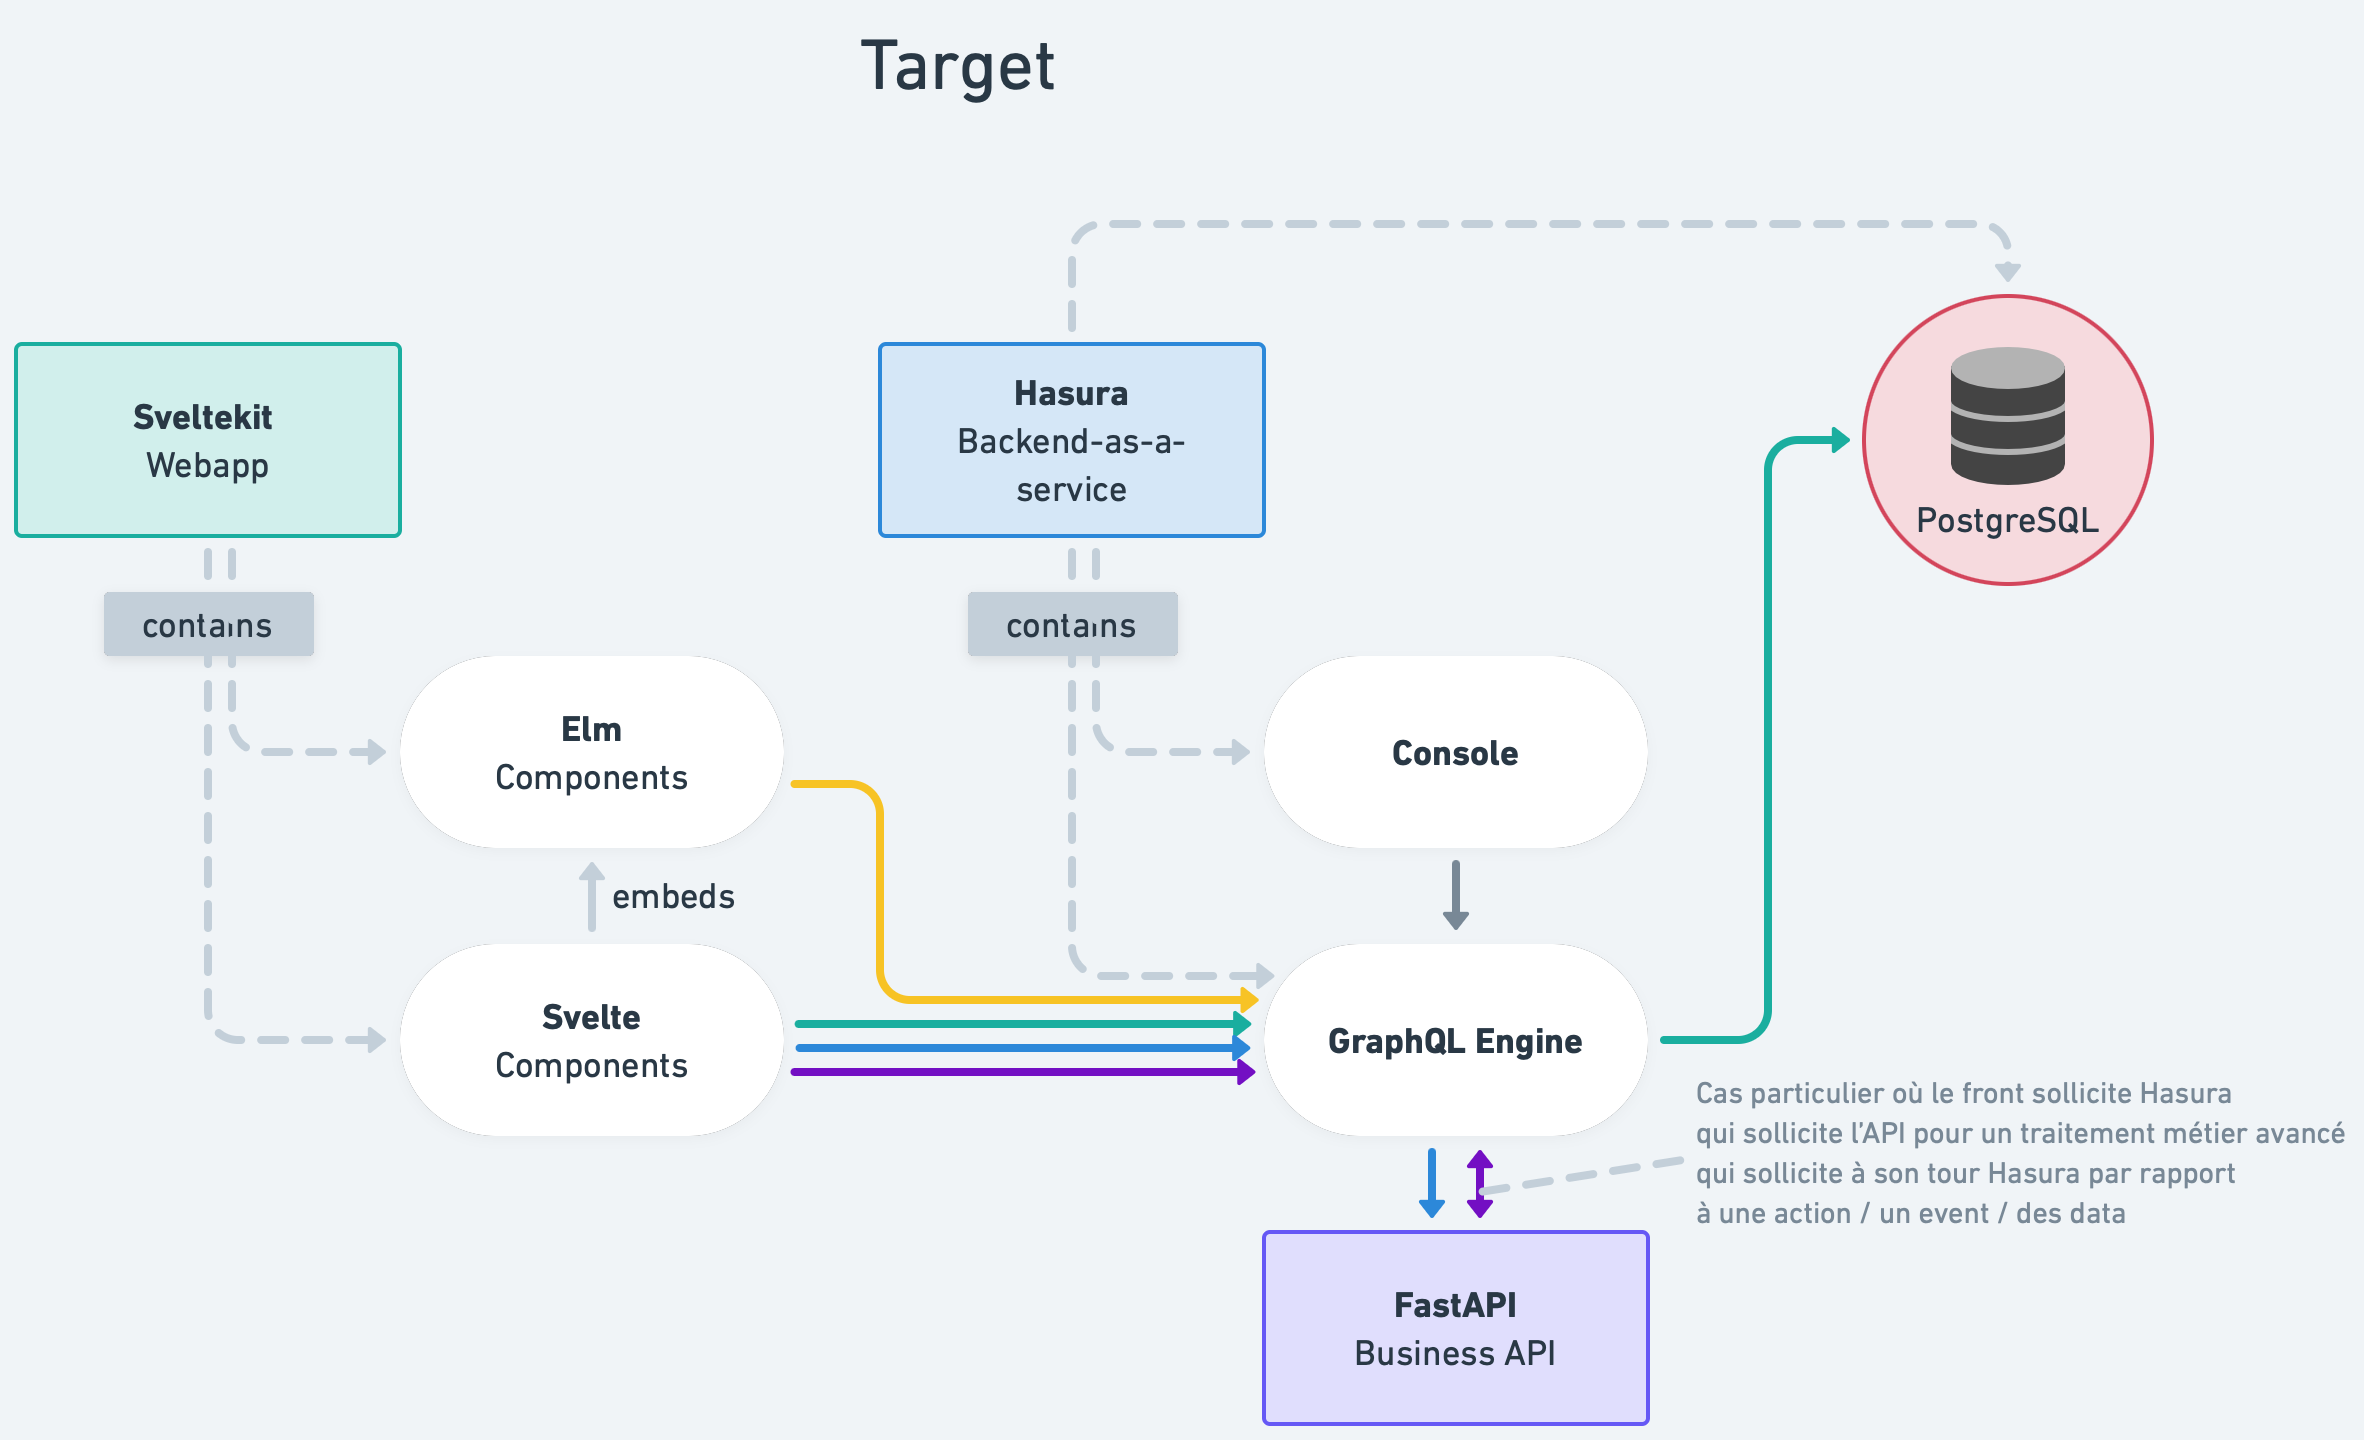 Target
Sveltekit
Webapp
Hasura
Backend-as-a-
service
PostgreSQL
contains
contains
Elm
Components
Console
embeds
Svelte
Components
GraphQL Engine
Cas particulier où le front sollicite Hasura
qui sollicite l’API pour un traitement métier avancé
qui sollicite à son tour Hasura par rapport
à une action / un event / des data
FastAPI
Business API